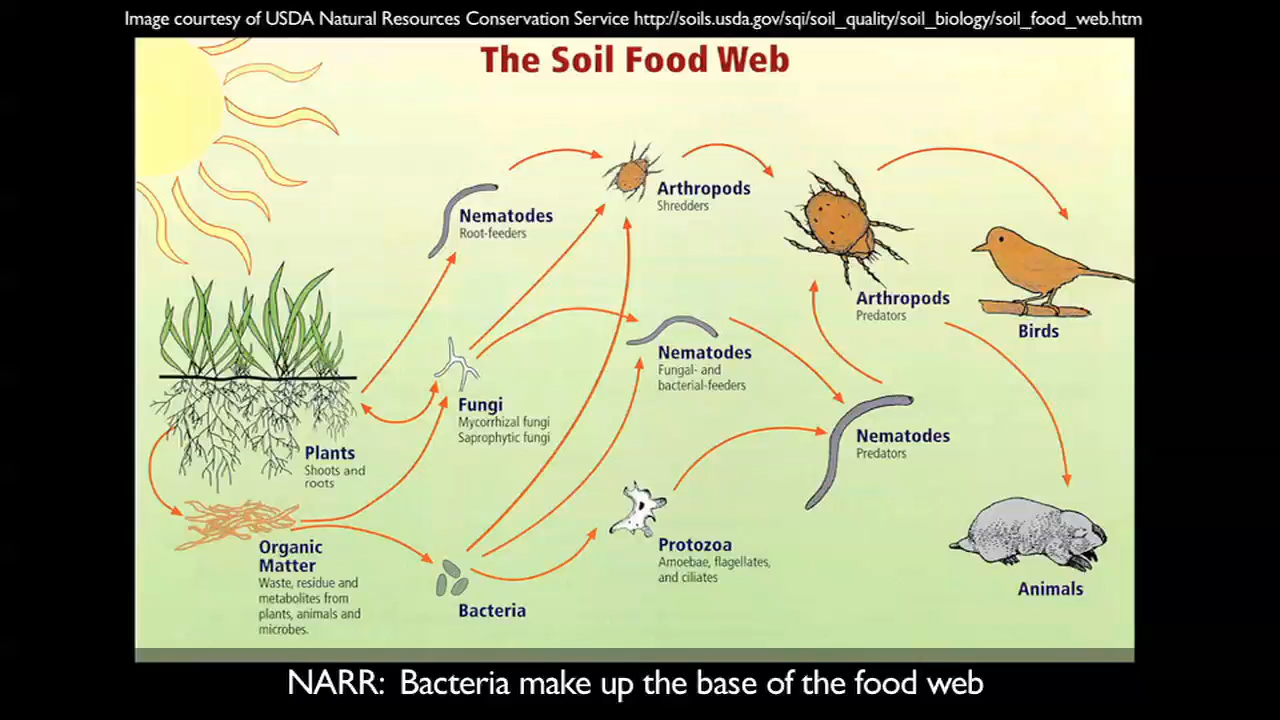 Image courtesy of USDA Natural Resources Conservation Service http://soils.usda.gov/sqi/soil_quality/soil_biology/soil_food_web.htm
The Soil Food Web
Arthropods
Shredders
Nematodes
Root-feeders
Arthropods
Predators
Birds
Nematodes
Fungal- and
bacterial-feeders
Fungi
Mycorrhizal fungi
Saprophytic fungi
Nematodes
Predators
Plants
Shoots and
roots
Organic
Matter
Waste, residue and
metabolites from
plants, animals and
microbes.
Protozoa
Amoebae, flagellates,
and ciliates
Animals
Bacteria
NARR: Bacteria make up the base of the food web